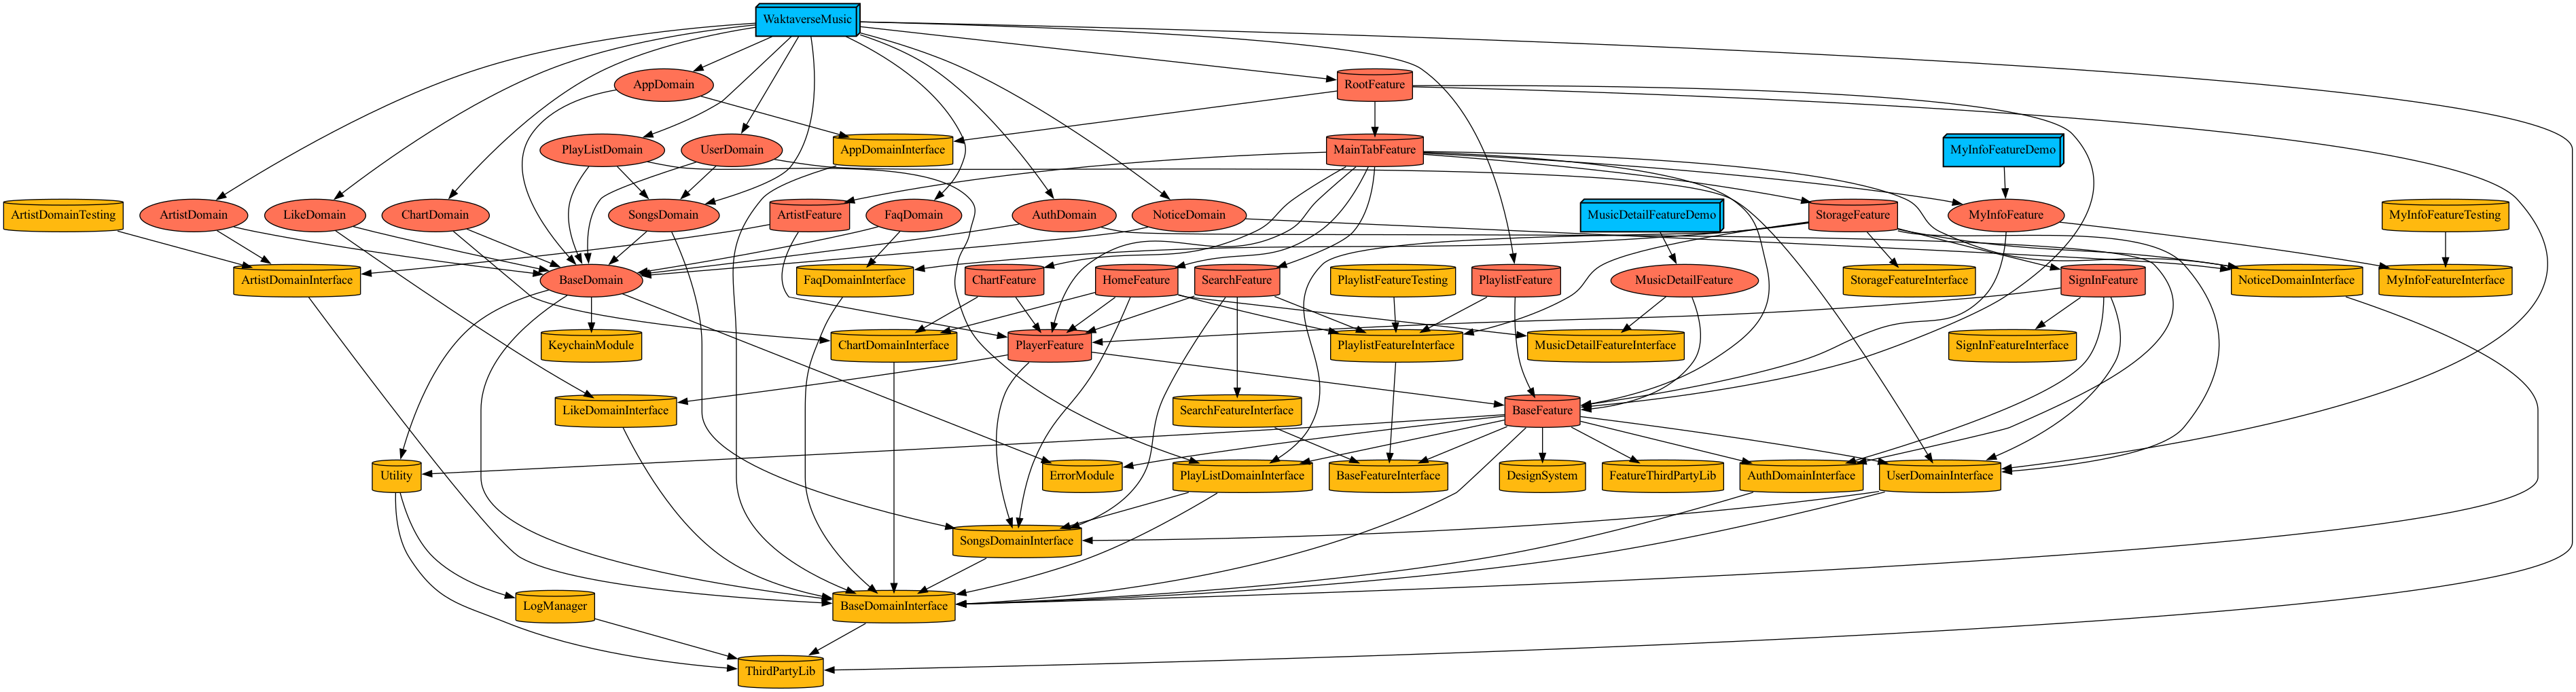 WaktaverseMusic
AppDomain
RootFeature
PlayListDomain
UserDomain
AppDomainInterface
MainTabFeature
MyInfoFeatureDemo
ArtistDomainTesting
ArtistDomain
LikeDomain
ChartDomain
SongsDomain
ArtistFeature
FaqDomain
AuthDomain
NoticeDomain
MusicDetailFeatureDemo
StorageFeature
MyInfoFeature
MyInfoFeatureTesting
ArtistDomainInterface
BaseDomain
FaqDomainInterface
ChartFeature
HomeFeature
SearchFeature
PlaylistFeatureTesting
PlaylistFeature
MusicDetailFeature
StorageFeatureInterface
SignInFeature
NoticeDomainInterface
MyInfoFeatureInterface
KeychainModule
ChartDomainInterface
PlayerFeature
PlaylistFeatureInterface
MusicDetailFeatureInterface
SignInFeatureInterface
LikeDomainInterface
SearchFeatureInterface
BaseFeature
Utility
ErrorModule
PlayListDomainInterface
BaseFeatureInterface
DesignSystem
FeatureThirdPartyLib
AuthDomainInterface
UserDomainInterface
SongsDomainInterface
LogManager
BaseDomainInterface
ThirdPartyLib